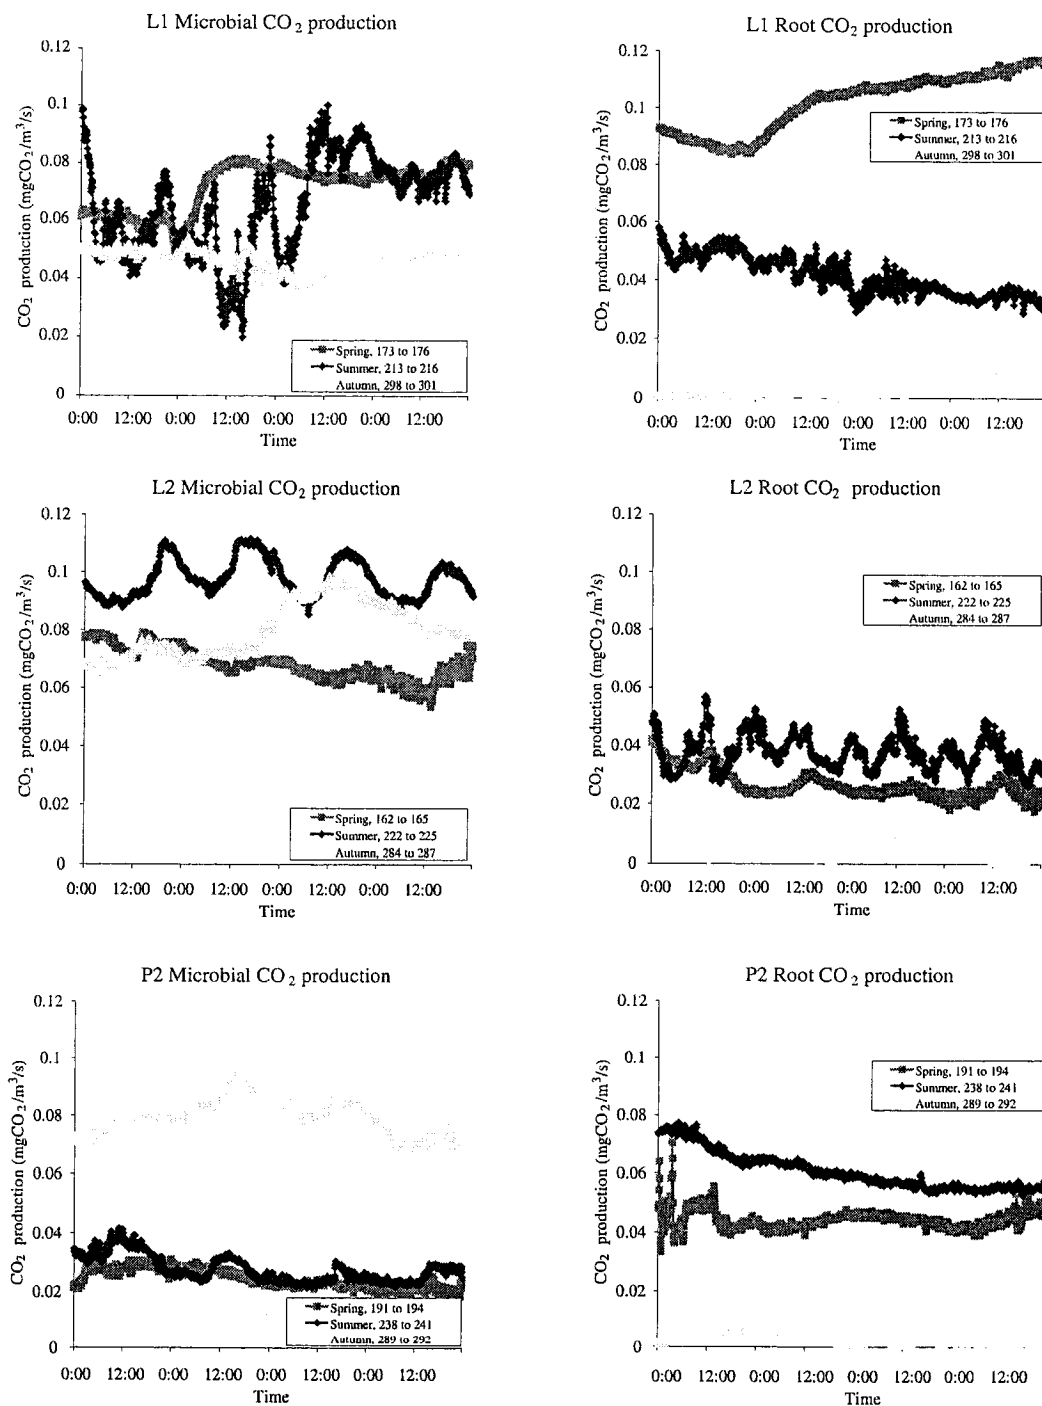 L1 Microbial CO2 production
0.12
0.1
0.08
0.06
0.04
0.02
0
CO2 production (mgCO2/m3/s)
Spring, 173 to 176
Summer, 213 to 216
Autumn, 298 to 301
0:00 12:00 0:00 12:00 0:00 12:00 0:00 12:00
Time
L1 Root CO2 production
0.12
0.1
0.08
0.06
0.04
0.02
0
CO2 production (mgCO2/m3/s)
Spring, 173 to 176
Summer, 213 to 216
Autumn, 298 to 301
0:00 12:00 0:00 12:00 0:00 12:00 0:00 12:00
Time
L2 Microbial CO2 production
0.12
0.1
0.08
0.06
0.04
0.02
0
CO2 production (mgCO2/m3/s)
Spring, 162 to 165
Summer, 222 to 225
Autumn, 284 to 287
0:00 12:00 0:00 12:00 0:00 12:00 0:00 12:00
Time
L2 Root CO2 production
0.12
0.1
0.08
0.06
0.04
0.02
0
CO2 production (mgCO2/m3/s)
Spring, 162 to 165
Summer, 222 to 225
Autumn, 284 to 287
0:00 12:00 0:00 12:00 0:00 12:00 0:00 12:00
Time
P2 Microbial CO2 production
0.12
0.1
0.08
0.06
0.04
0.02
0
CO2 production (mgCO2/m3/s)
Spring, 191 to 194
Summer, 238 to 241
Autumn, 289 to 292
0:00 12:00 0:00 12:00 0:00 12:00 0:00 12:00
Time
P2 Root CO2 production
0.12
0.1
0.08
0.06
0.04
0.02
0
CO2 production (mgCO2/m3/s)
Spring, 191 to 194
Summer, 238 to 241
Autumn, 289 to 292
0:00 12:00 0:00 12:00 0:00 12:00 0:00 12:00
Time